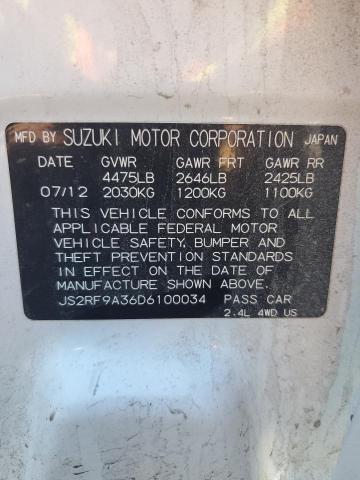 MFD BY SUZUKI MOTOR CORPORATION JAPAN
DATE GVWR GAWR FRT GAWR RR
4475LB 2646LB 2425LB
07/12 2030KG 1200KG 1100KG
THIS VEHICLE CONFORMS TO ALL
APPLICABLE FEDERAL MOTOR
VEHICLE SAFETY, BUMPER AND
THEFT PREVENTION STANDARDS
IN EFFECT ON THE DATE OF
MANUFACTURE SHOWN ABOVE.
JS2RF9A36D6100034 PASS CAR
2.4L 4WD US